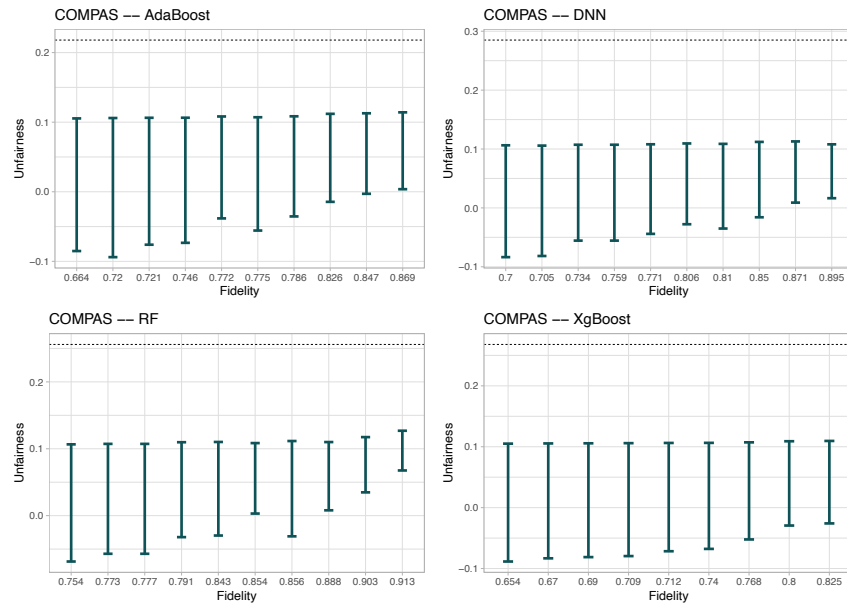 COMPAS −− AdaBoost
0.2
0.1
0.0
−0.1
Unfairness
0.664 0.72 0.721 0.746 0.772 0.775 0.786 0.826 0.847 0.869
Fidelity
COMPAS −− DNN
0.3
0.2
0.1
0.0
−0.1
Unfairness
0.7 0.705 0.734 0.759 0.771 0.806 0.81 0.85 0.871 0.895
Fidelity
COMPAS −− RF
0.2
0.1
0.0
Unfairness
0.754 0.773 0.777 0.791 0.843 0.854 0.856 0.888 0.903 0.913
Fidelity
COMPAS −− XgBoost
0.2
0.1
0.0
−0.1
Unfairness
0.654 0.67 0.69 0.709 0.712 0.74 0.768 0.8 0.825
Fidelity